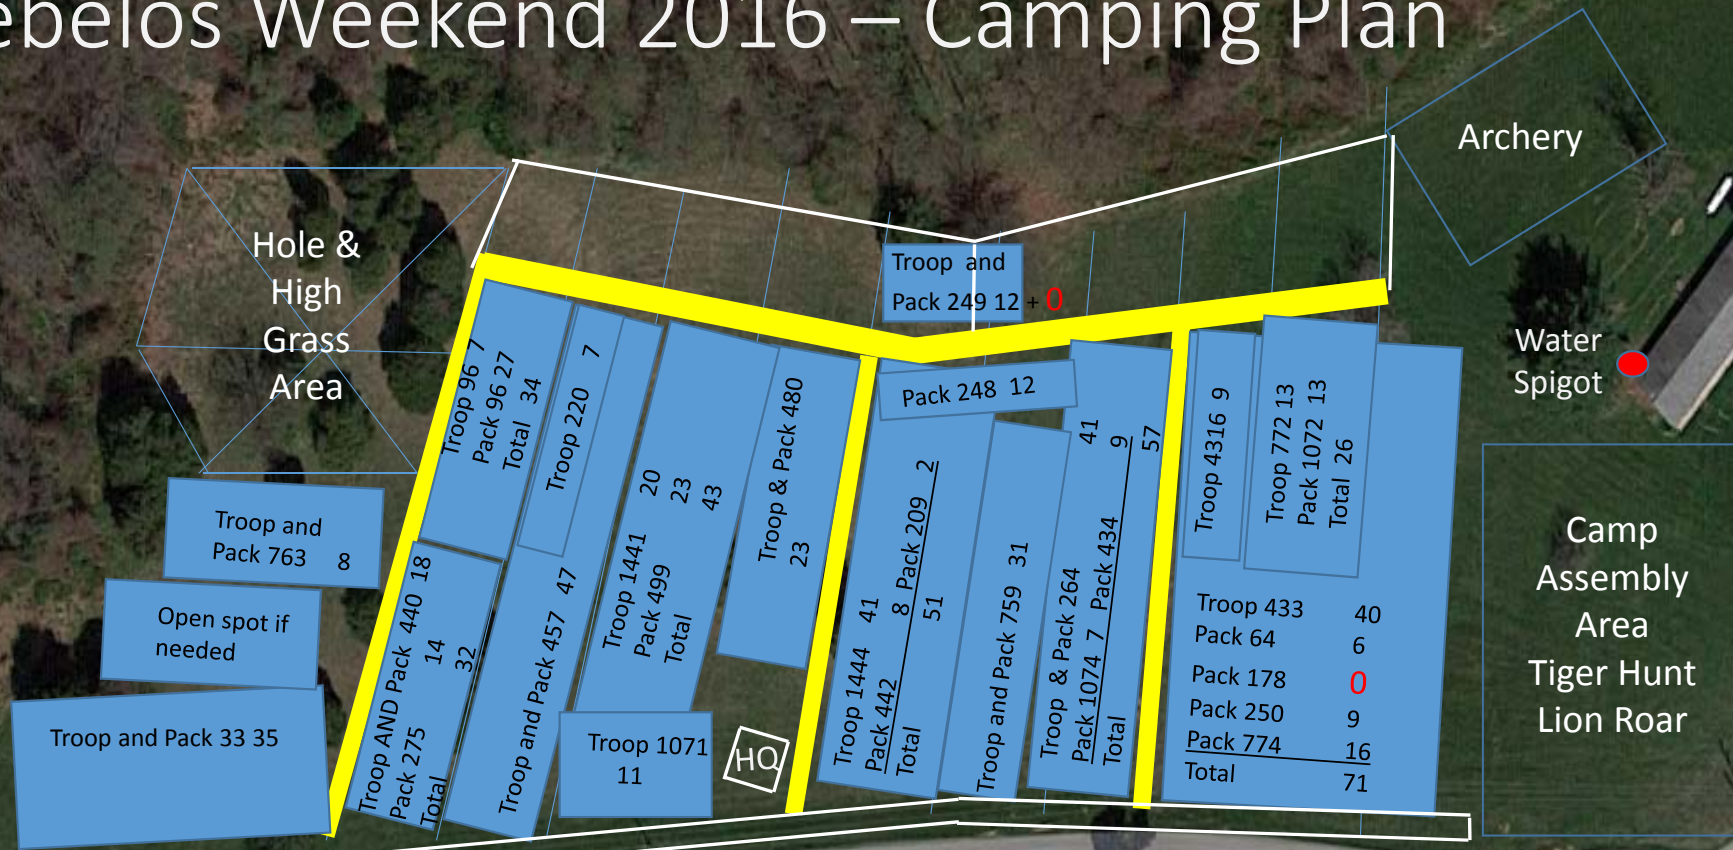 ebelos Weekend 2016 – Camping Plan
Archery
Hole &
High
Grass
Area
Troop and
Pack 249 12 + 0
Water
Spigot
Troop 96 7
Pack 96 27
Total 34
Troop 220 7
Troop 1441 20
Pack 499 23
Total 43
Troop & Pack 480
23
Pack 248 12
Troop 1444 41
Pack 442 8 Pack 209 2
Total 51
Troop and Pack 759 31
Troop & Pack 264 41
Pack 1074 7 Pack 434 9
Total 57
Troop 4316 9
Troop 772 13
Pack 1072 13
Total 26
Troop and
Pack 763 8
Open spot if
needed
Troop and Pack 33 35
Troop AND Pack 440 18
Pack 275 14
Total 32
Troop and Pack 457 47
Troop 1071
11
HQ
Troop 433 40
Pack 64 6
Pack 178 0
Pack 250 9
Pack 774 16
Total 71
Camp
Assembly
Area
Tiger Hunt
Lion Roar